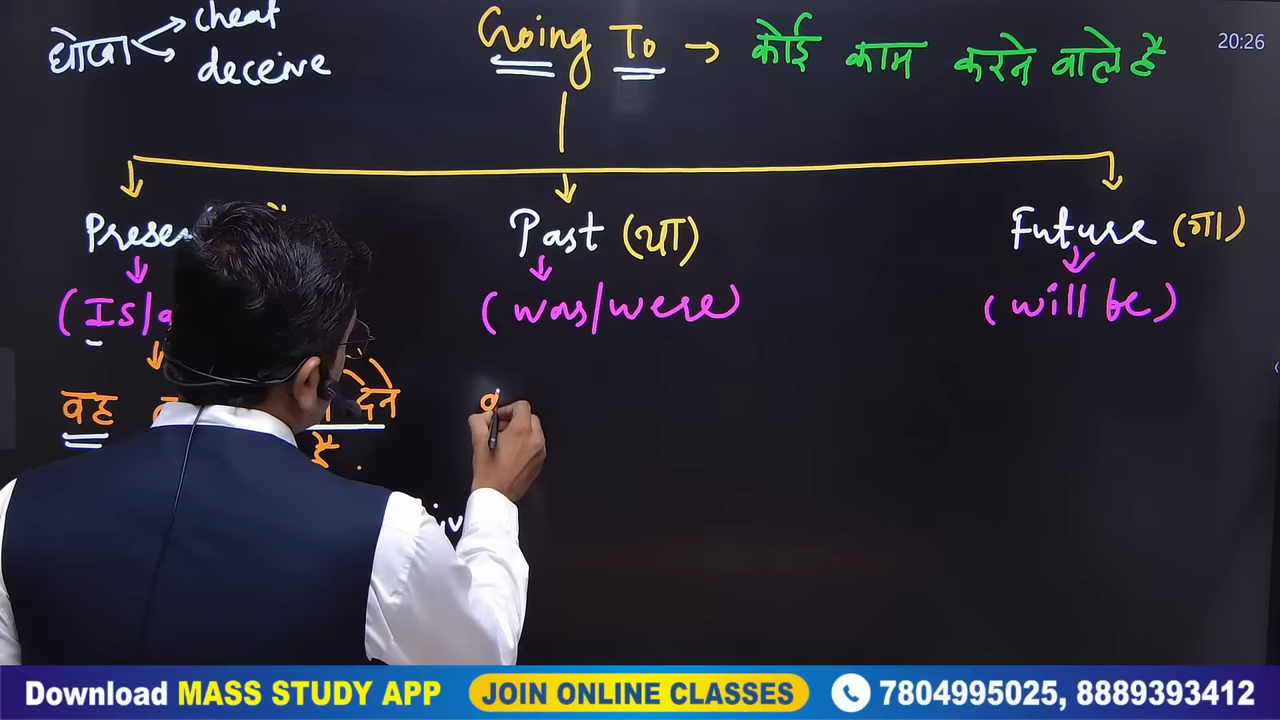 cheat
धोखा
deceive
Going To → कोई काम करने वाले हैं
20:26
Past (था)
Future (गा)
(was/were)
(will be)
वह
देने
है.
Download MASS STUDY APP JOIN ONLINE CLASSES 7804995025, 8889393412